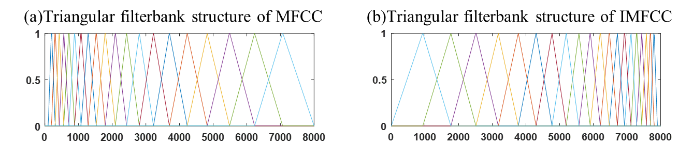 (a)Triangular filterbank structure of MFCC (b)Triangular filterbank structure of IMFCC
1 1
0.5 0.5
0 0
0 1000 2000 3000 4000 5000 6000 7000 8000 0 1000 2000 3000 4000 5000 6000 7000 8000